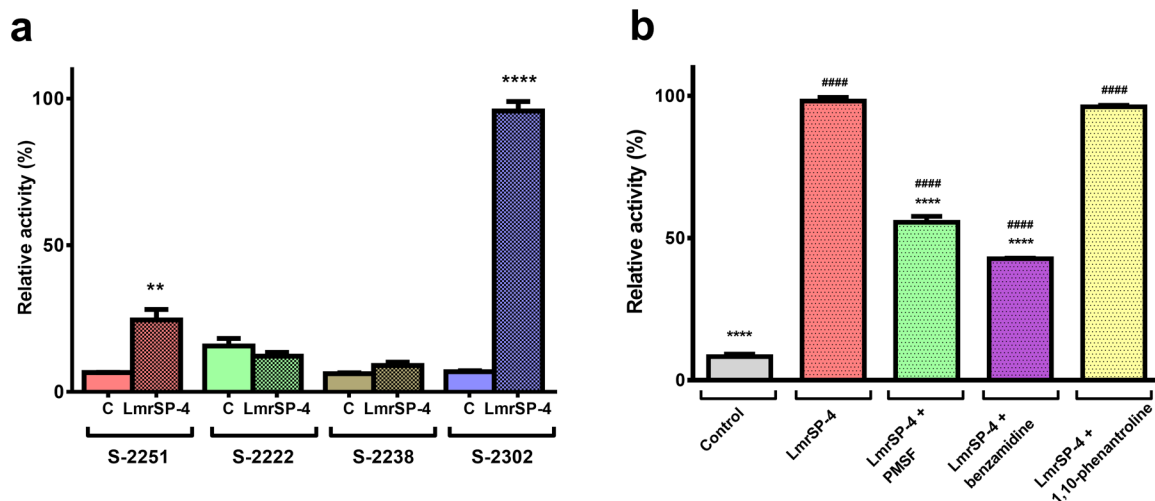 a
Relative activity (%)
100
50
0
**
****
C LmrSP-4 C LmrSP-4 C LmrSP-4 C LmrSP-4
S-2251 S-2222 S-2238 S-2302
b
Relative activity (%)
100
50
0
****
####
####
****
####
****
####
Control
LmrSP-4
LmrSP-4 +
PMSF
LmrSP-4 +
benzamidine
LmrSP-4 +
1,10-phenantroline